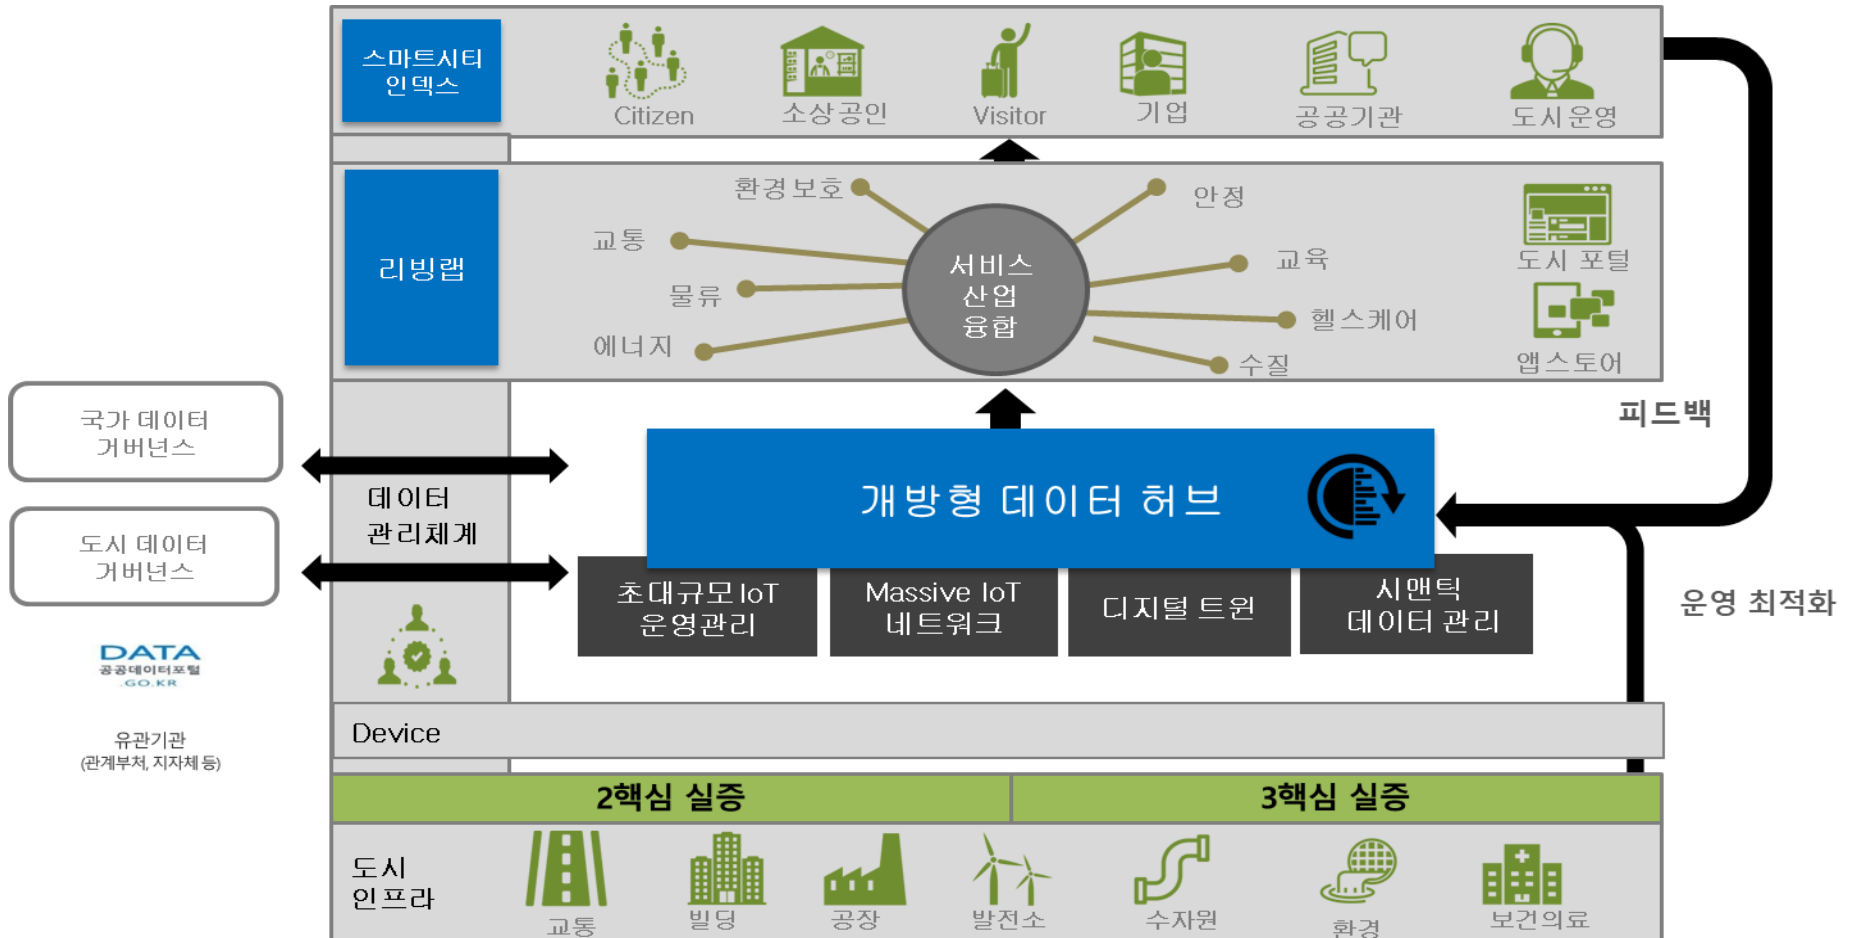 스마트시티
인덱스
Citizen
소상공인
Visitor
기업
공공기관
도시운영
리빙랩
환경보호
안정
교통
교육
물류
헬스케어
에너지
수질
서비스
산업
융합
도시 포털
앱스토어
피드백
국가 데이터
거버넌스
도시 데이터
거버넌스
데이터
관리체계
개방형 데이터 허브
초대규모 IoT
운영관리
Massive IoT
네트워크
디지털 트윈
시맨틱
데이터 관리
운영 최적화
DATA
공공데이터포털
.GO.KR
유관기관
(관계부처, 지자체 등)
Device
2핵심 실증
3핵심 실증
도시
인프라
교통
빌딩
공장
발전소
수자원
환경
보건의료